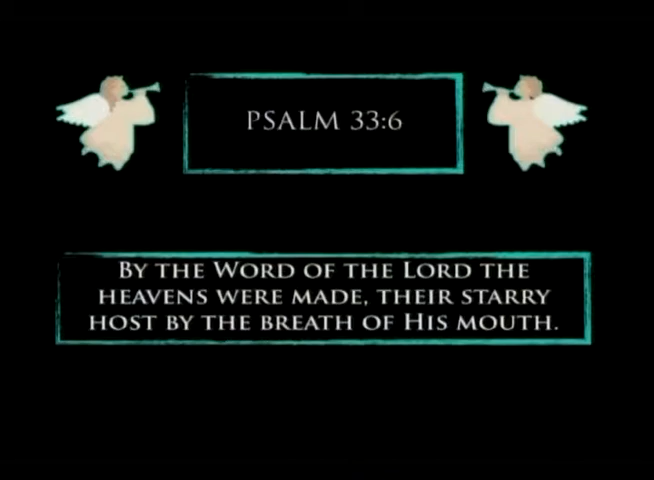 PSALM 33:6
BY THE WORD OF THE LORD THE
HEAVENS WERE MADE, THEIR STARRY
HOST BY THE BREATH OF HIS MOUTH.